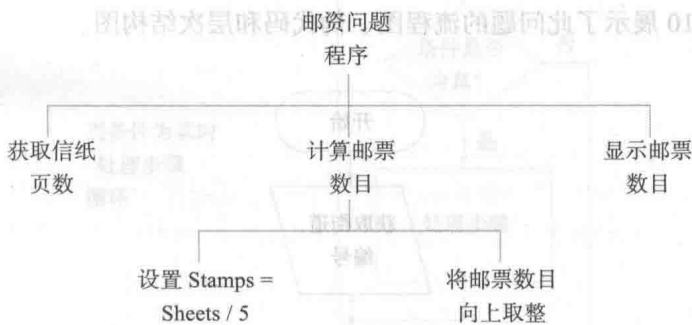 邮资问题
程序
获取信纸
页数
计算邮票
数目
显示邮票
数目
设置 Stamps =
Sheets / 5
将邮票数目
向上取整